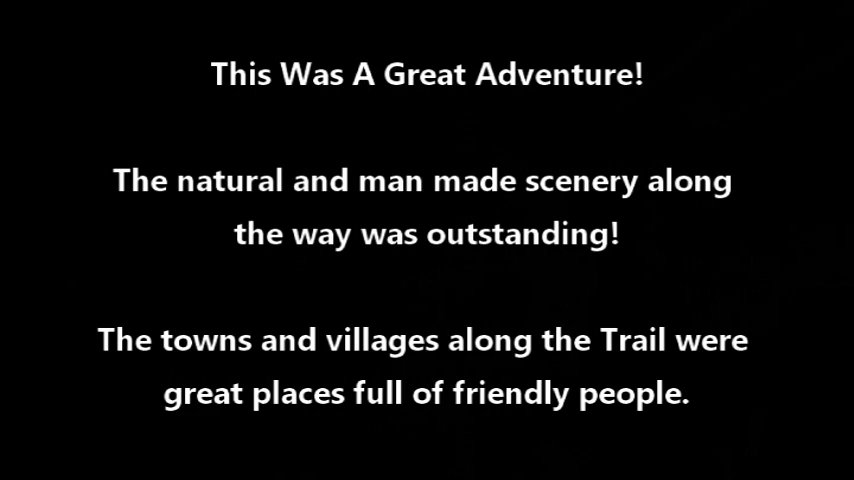 This Was A Great Adventure!
The natural and man made scenery along
the way was outstanding!
The towns and villages along the Trail were
great places full of friendly people.